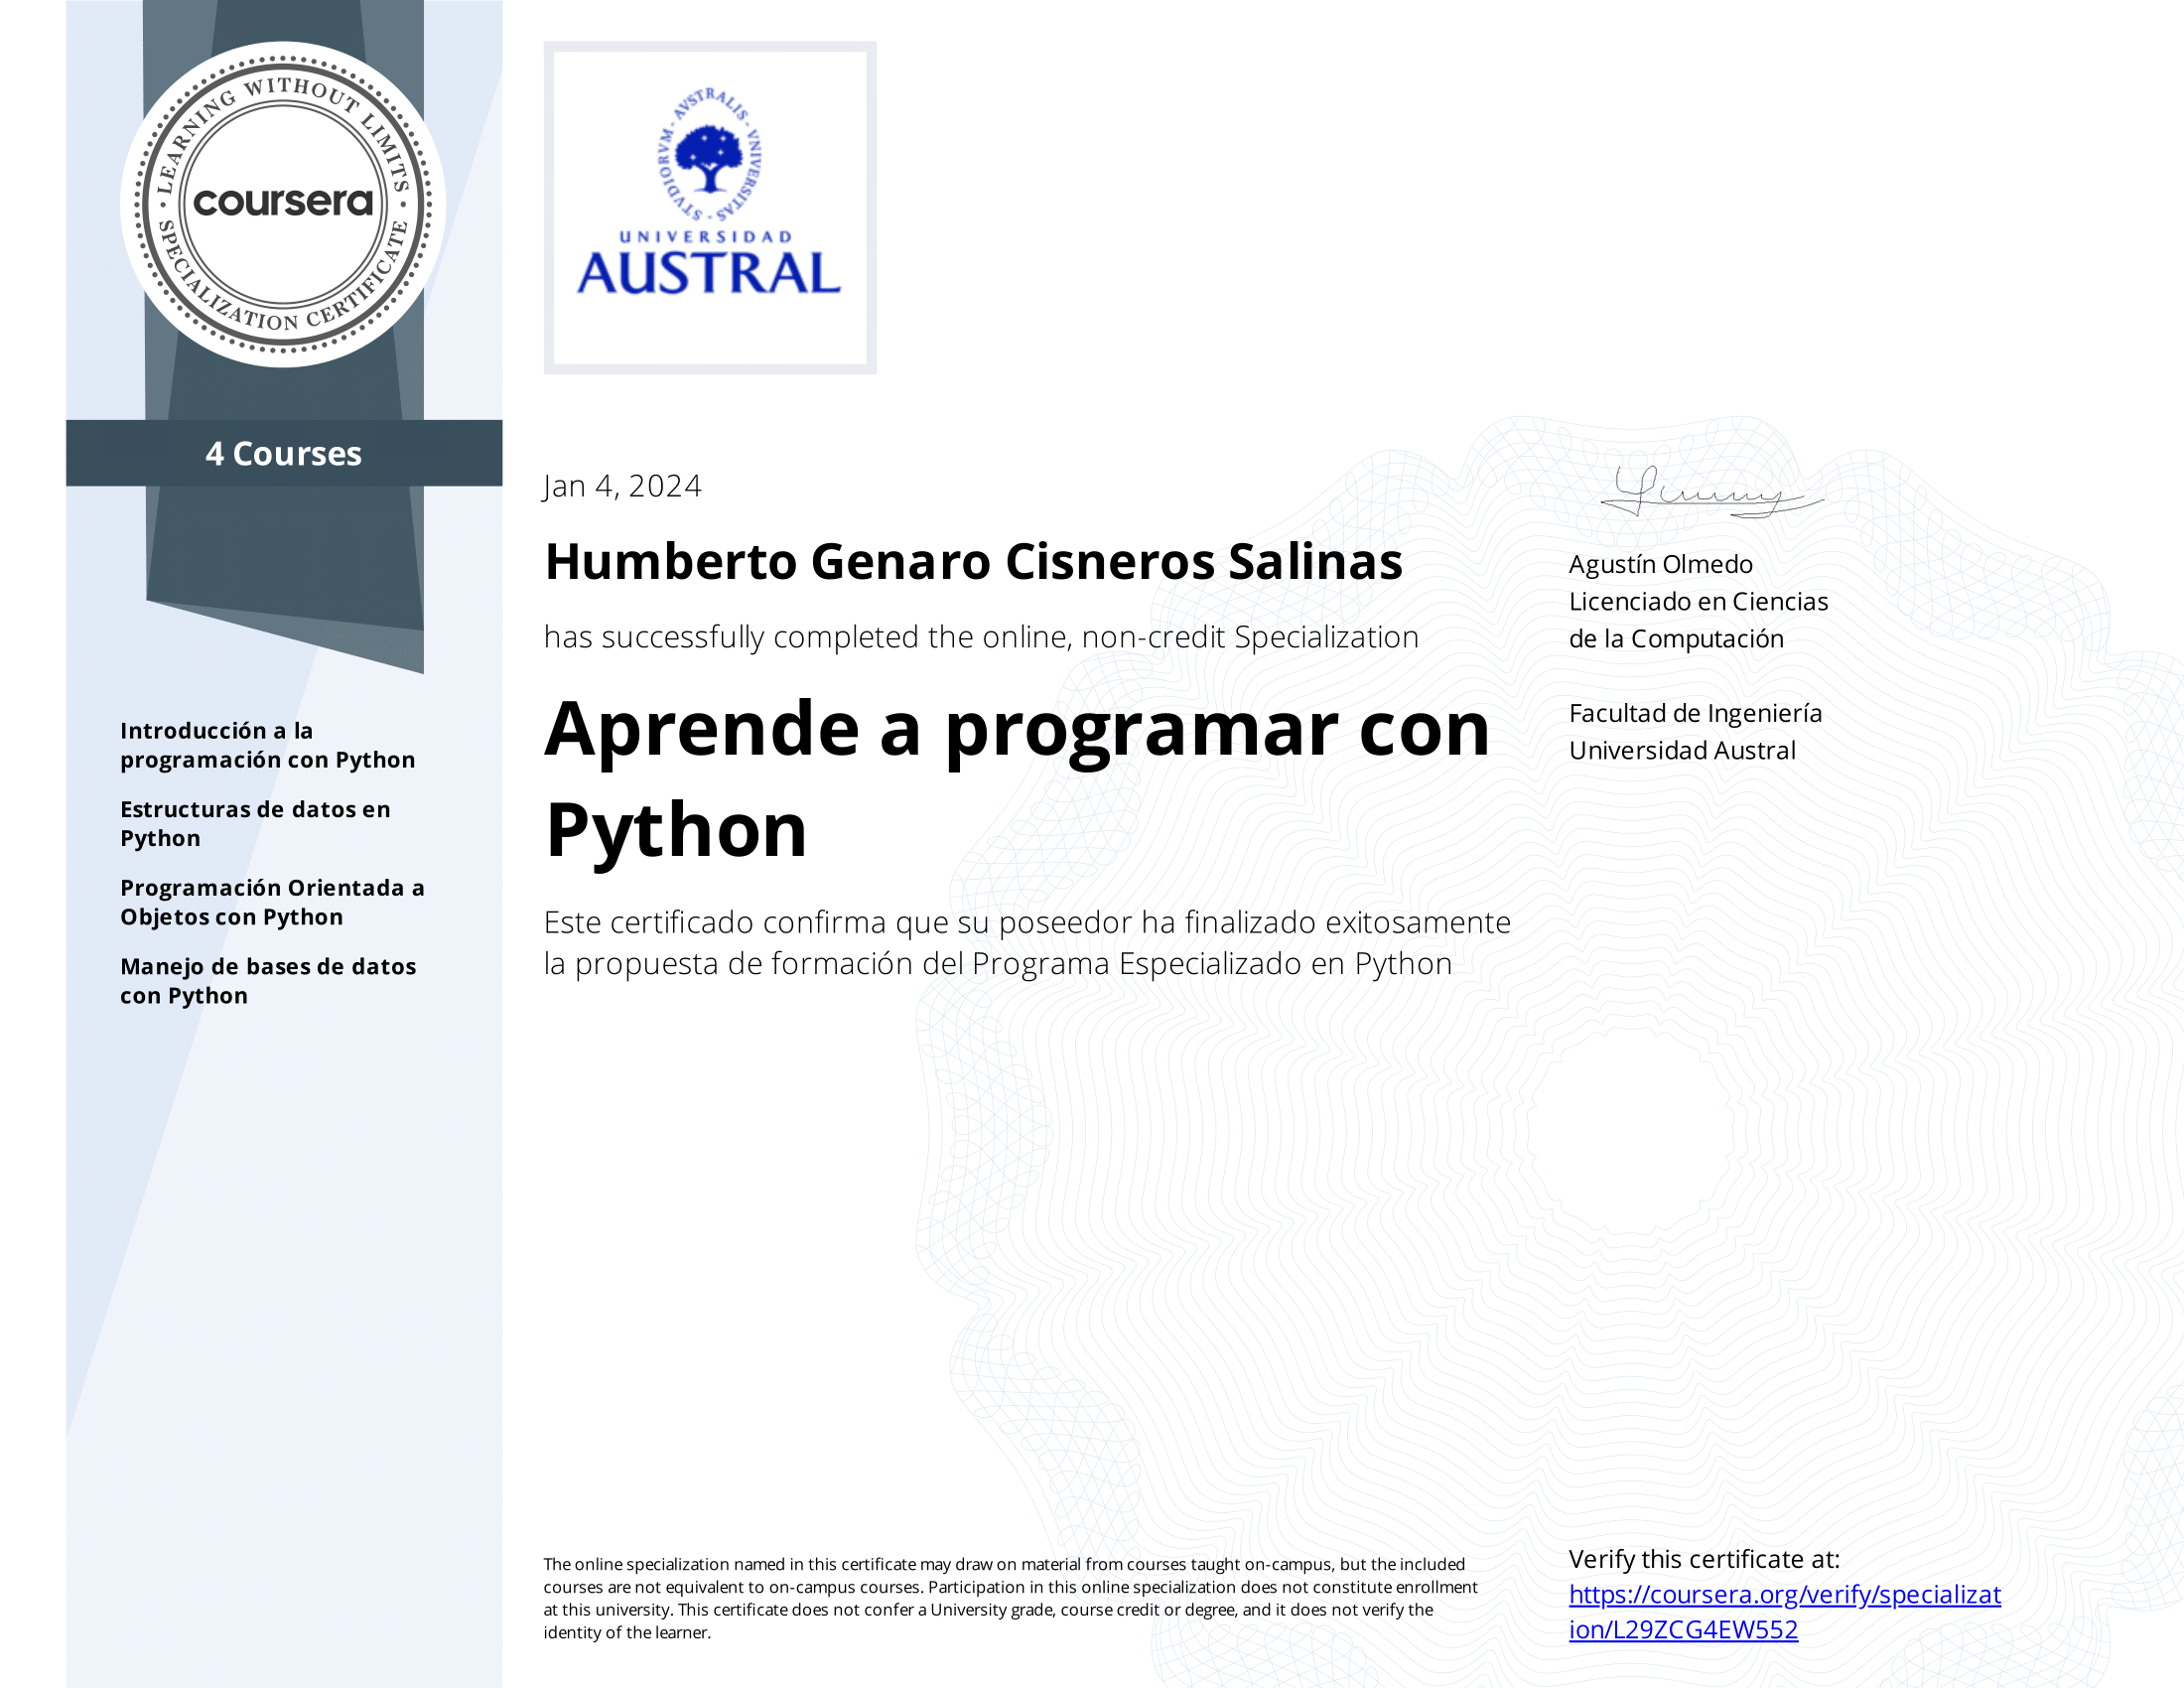 LEARNING WITHOUT LIMITS
coursera
SPECIALIZATION CERTIFICATE
4 Courses
Introducción a la
programación con Python
Estructuras de datos en
Python
Programación Orientada a
Objetos con Python
Manejo de bases de datos
con Python
STVDIORVM - AVSTRALIS - VNIVERSITAS -
UNIVERSIDAD
AUSTRAL
Jan 4, 2024
Humberto Genaro Cisneros Salinas
has successfully completed the online, non-credit Specialization
Aprende a programar con
Python
Este certificado confirma que su poseedor ha finalizado exitosamente
la propuesta de formación del Programa Especializado en Python
Agustín Olmedo
Licenciado en Ciencias
de la Computación
Facultad de Ingeniería
Universidad Austral
The online specialization named in this certificate may draw on material from courses taught on-campus, but the included
courses are not equivalent to on-campus courses. Participation in this online specialization does not constitute enrollment
at this university. This certificate does not confer a University grade, course credit or degree, and it does not verify the
identity of the learner.
Verify this certificate at:
https://coursera.org/verify/specializat
ion/L29ZCG4EW552